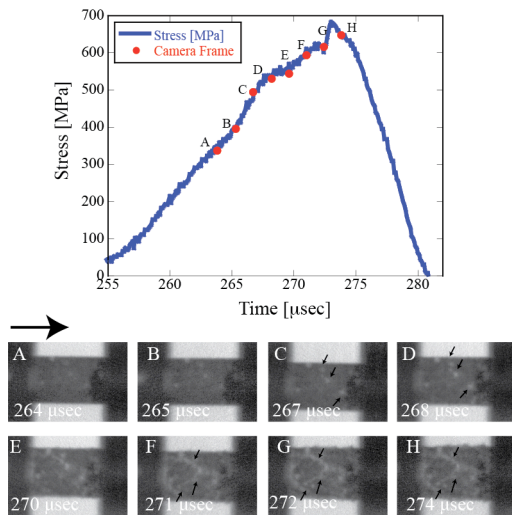 700
600
500
400
300
200
100
0
Stress [MPa]
Stress [MPa]
Camera Frame
A
B
C
D
E
F
G
H
255
260
265
270
275
280
Time [μsec]
A
264 μsec
B
265 μsec
C
267 μsec
D
268 μsec
E
270 μsec
F
271 μsec
G
272 μsec
H
274 μsec